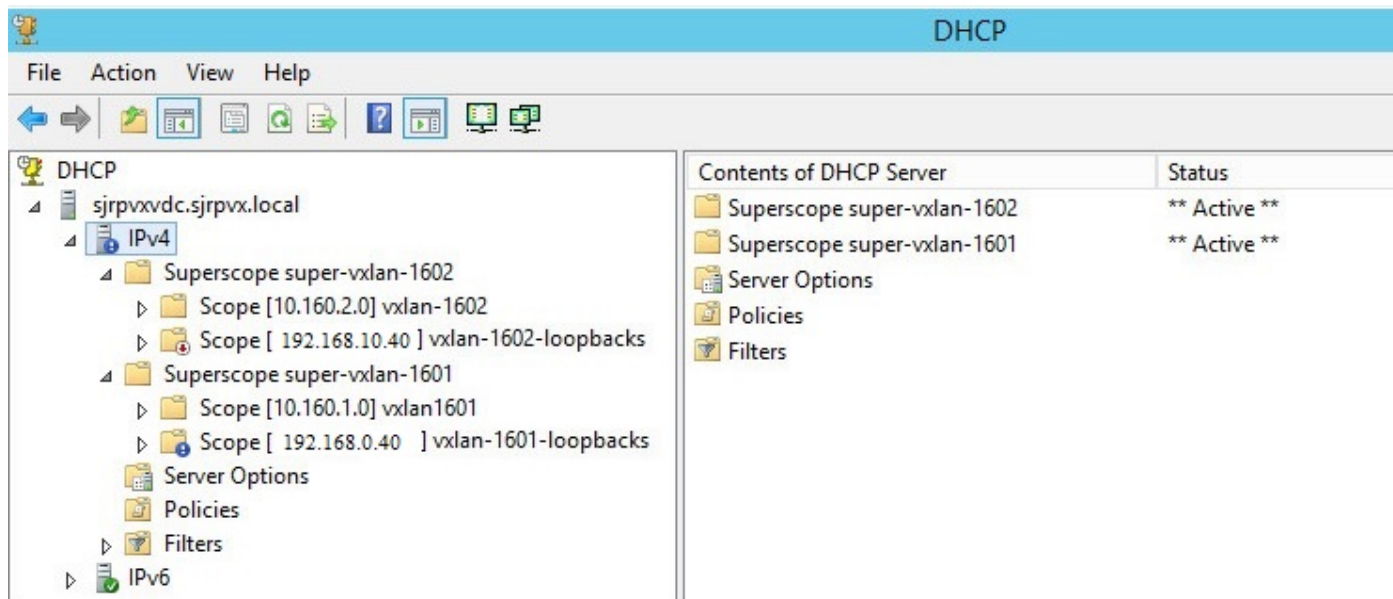 DHCP
File Action View Help
DHCP
sjrpvxvdc.sjrpvx.local
IPv4
Superscope super-vxlan-1602
Scope [10.160.2.0] vxlan-1602
Scope [ 192.168.10.40 ] vxlan-1602-loopbacks
Superscope super-vxlan-1601
Scope [10.160.1.0] vxlan1601
Scope [ 192.168.0.40 ] vxlan-1601-loopbacks
Server Options
Policies
Filters
IPv6
Contents of DHCP Server Status
Superscope super-vxlan-1602 ** Active **
Superscope super-vxlan-1601 ** Active **
Server Options
Policies
Filters